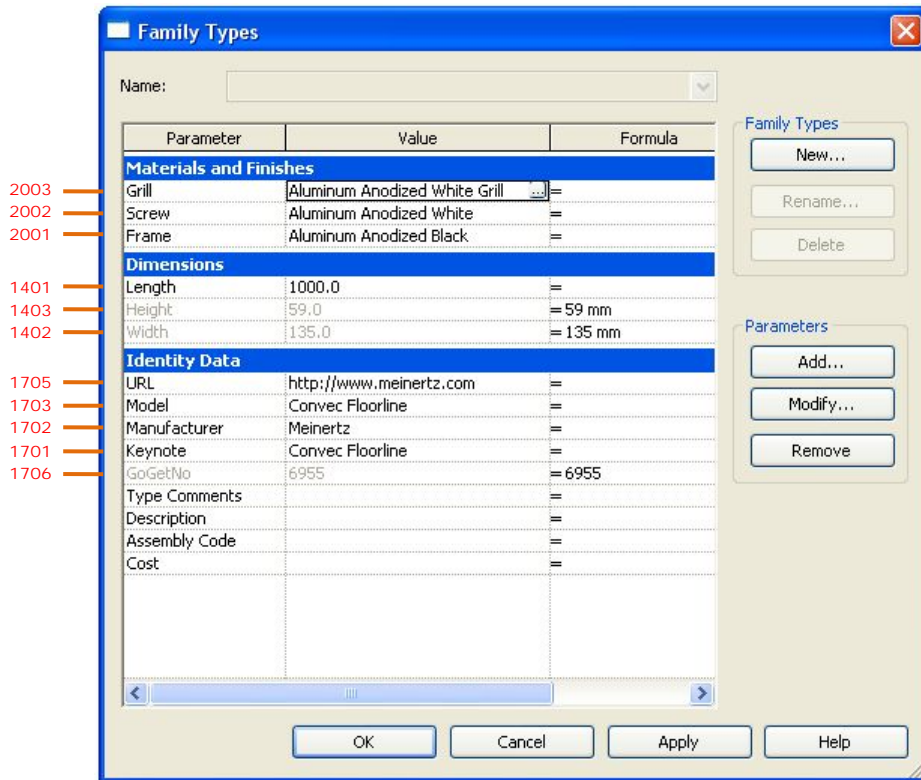 Family Types
Name:
Parameter Value Formula
Materials and Finishes
2003 Grill Aluminum Anodized White Grill ... =
2002 Screw Aluminum Anodized White =
2001 Frame Aluminum Anodized Black =
Dimensions
1401 Length 1000.0 =
1403 Height 59.0 = 59 mm
1402 Width 135.0 = 135 mm
Identity Data
1705 URL http://www.meinertz.com =
1703 Model Convec Floorline =
1702 Manufacturer Meinertz =
1701 Keynote Convec Floorline =
1706 GoGetNo 6955 = 6955
Type Comments =
Description =
Assembly Code =
Cost =
Family Types
New...
Rename...
Delete
Parameters
Add...
Modify...
Remove
OK Cancel Apply Help